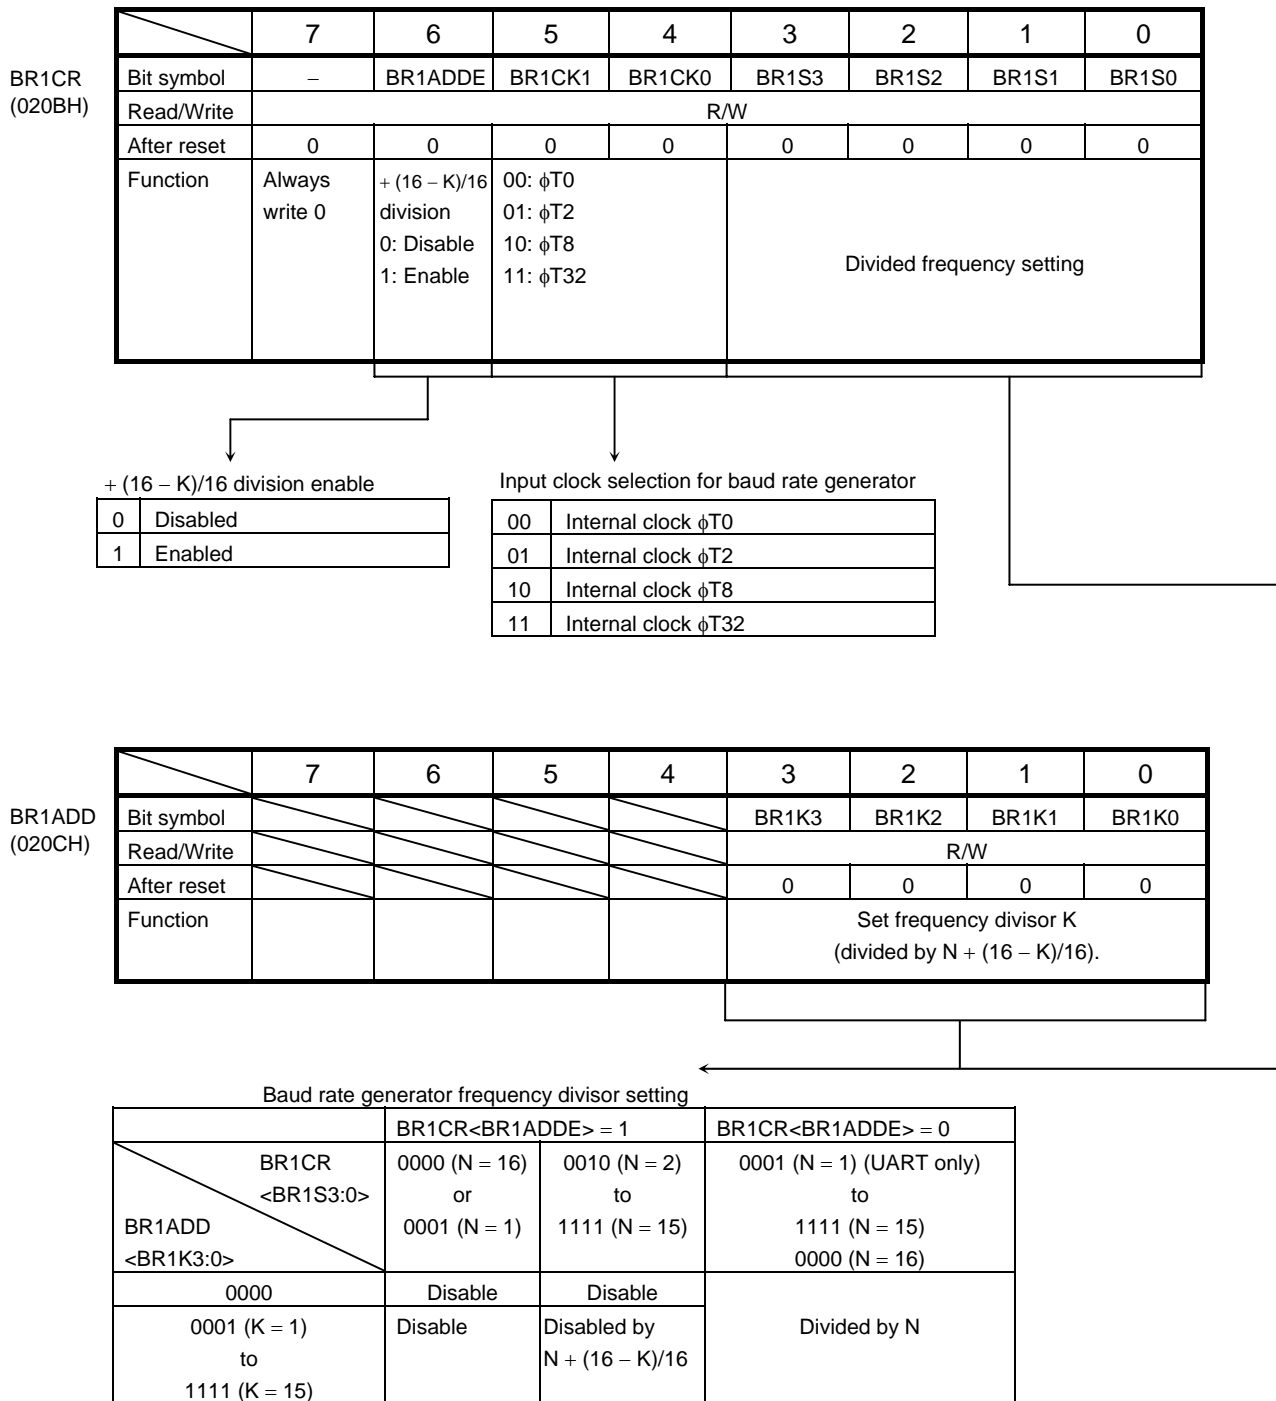 7 6 5 4 3 2 1 0
BR1CR
(020BH)
Bit symbol – BR1ADDE BR1CK1 BR1CK0 BR1S3 BR1S2 BR1S1 BR1S0
Read/Write R/W
After reset 0 0 0 0 0 0 0 0
Function Always + (16 – K)/16 00: ϕT0
write 0 division 01: ϕT2
0: Disable 10: ϕT8
Divided frequency setting
1: Enable 11: ϕT32
+ (16 – K)/16 division enable
0 Disabled
1 Enabled
Input clock selection for baud rate generator
00 Internal clock ϕT0
01 Internal clock ϕT2
10 Internal clock ϕT8
11 Internal clock ϕT32
7 6 5 4 3 2 1 0
BR1ADD
(020CH)
Bit symbol BR1K3 BR1K2 BR1K1 BR1K0
Read/Write R/W
After reset 0 0 0 0
Function Set frequency divisor K
(divided by N + (16 – K)/16).
Baud rate generator frequency divisor setting
BR1CR<BR1ADDE> = 1 BR1CR<BR1ADDE> = 0
BR1CR 0000 (N = 16) 0010 (N = 2) 0001 (N = 1) (UART only)
<BR1S3:0> or to to
BR1ADD 0001 (N = 1) 1111 (N = 15) 1111 (N = 15)
<BR1K3:0> 0000 (N = 16)
0000 Disable Disable
0001 (K = 1) Disable Disabled by Divided by N
to N + (16 – K)/16
1111 (K = 15)